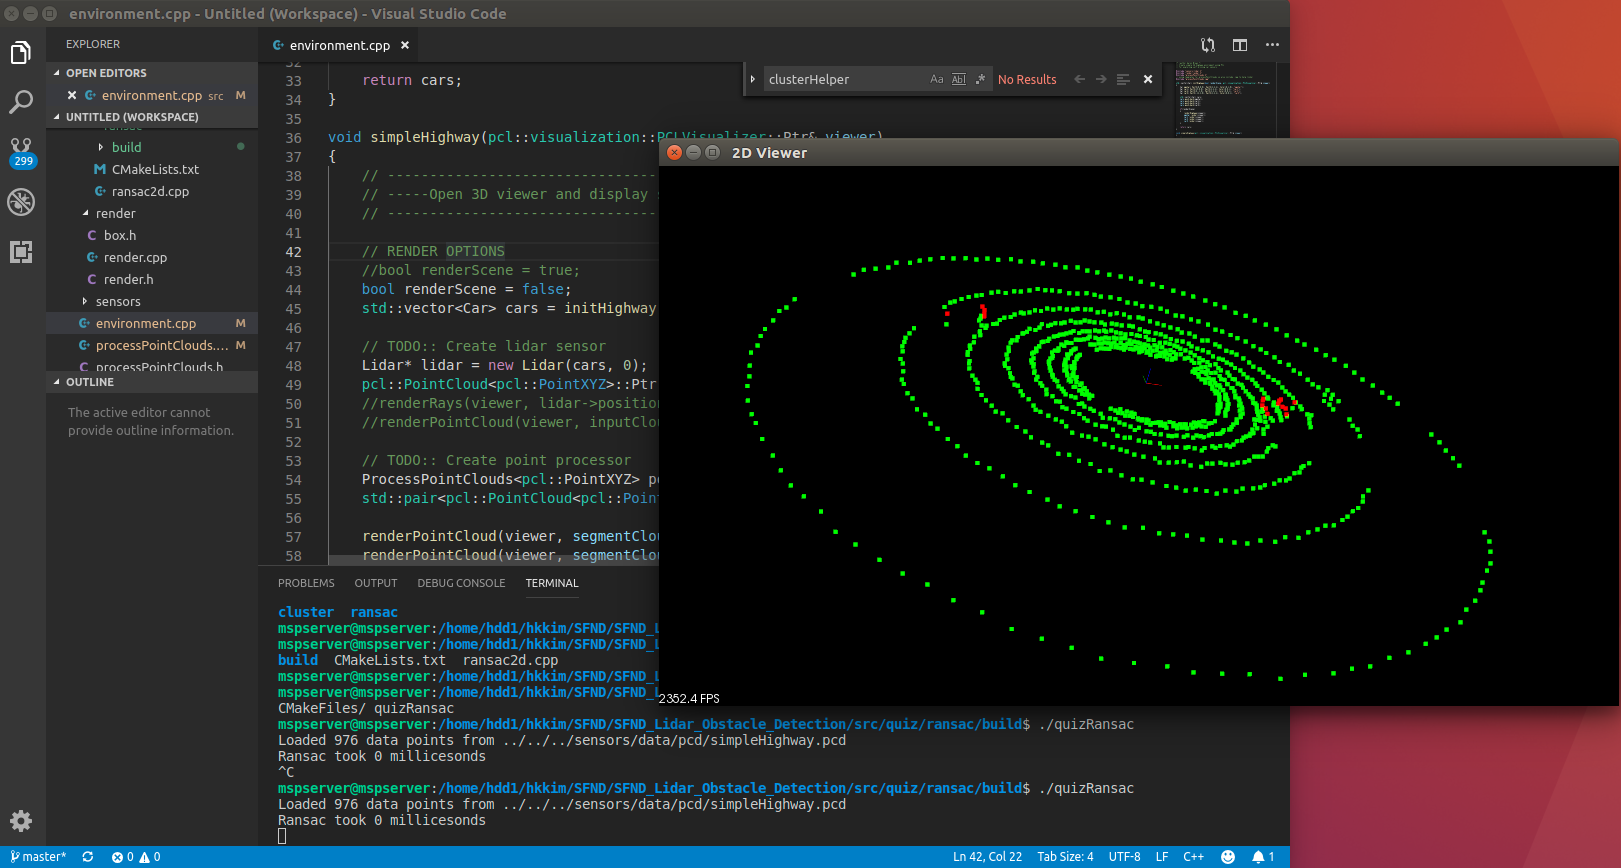 environment.cpp - Untitled (Workspace) - Visual Studio Code
EXPLORER
OPEN EDITORS
environment.cpp src M
UNTITLED (WORKSPACE)
ransac
build
CMakeLists.txt
ransac2d.cpp
render
box.h
render.cpp
render.h
sensors
environment.cpp M
processPointClouds.... M
processPointClouds.h
OUTLINE
The active editor cannot
provide outline information.
299
environment.cpp
clusterHelper Aa Abl .* No Results
32
33 return cars;
34 }
35
36 void simpleHighway(pcl::visualization::PCLVisualizer::Ptr& viewer)
37 {
38 // --------------------------------
39 // -----Open 3D viewer and display
40 // --------------------------------
41
42 // RENDER OPTIONS
43 //bool renderScene = true;
44 bool renderScene = false;
45 std::vector<Car> cars = initHighway
46
47 // TODO:: Create lidar sensor
48 Lidar* lidar = new Lidar(cars, 0);
49 pcl::PointCloud<pcl::PointXYZ>::Ptr
50 //renderRays(viewer, lidar->position
51 //renderPointCloud(viewer, inputClou
52
53 // TODO:: Create point processor
54 ProcessPointClouds<pcl::PointXYZ> p
55 std::pair<pcl::PointCloud<pcl::Poin
56
57 renderPointCloud(viewer, segmentClou
58 renderPointCloud(viewer, segmentClou
2D Viewer
2352.4 FPS
PROBLEMS OUTPUT DEBUG CONSOLE TERMINAL
cluster ransac
mspserver@mspserver:/home/hdd1/hkkim/SFND/SFND_L
mspserver@mspserver:/home/hdd1/hkkim/SFND/SFND_L
build CMakeLists.txt ransac2d.cpp
mspserver@mspserver:/home/hdd1/hkkim/SFND/SFND_L
mspserver@mspserver:/home/hdd1/hkkim/SFND/SFND_L
CMakeFiles/ quizRansac
mspserver@mspserver:/home/hdd1/hkkim/SFND/SFND_Lidar_Obstacle_Detection/src/quiz/ransac/build$ ./quizRansac
Loaded 976 data points from ../../../sensors/data/pcd/simpleHighway.pcd
Ransac took 0 millicesonds
^C
mspserver@mspserver:/home/hdd1/hkkim/SFND/SFND_Lidar_Obstacle_Detection/src/quiz/ransac/build$ ./quizRansac
Loaded 976 data points from ../../../sensors/data/pcd/simpleHighway.pcd
Ransac took 0 millicesonds
master* 0 0 Ln 42, Col 22 Tab Size: 4 UTF-8 LF C++ 1